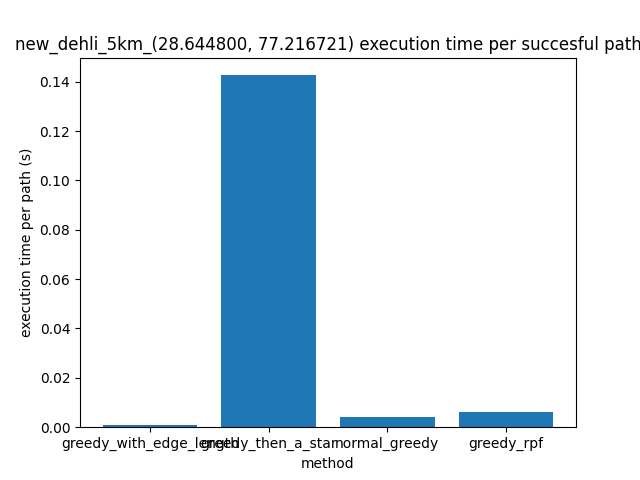 new_dehli_5km_(28.644800, 77.216721) execution time per succesful path
execution time per path (s)
0.14
0.12
0.10
0.08
0.06
0.04
0.02
0.00
greedy_with_edge_length greedy_then_a_star normal_greedy greedy_rpf
method